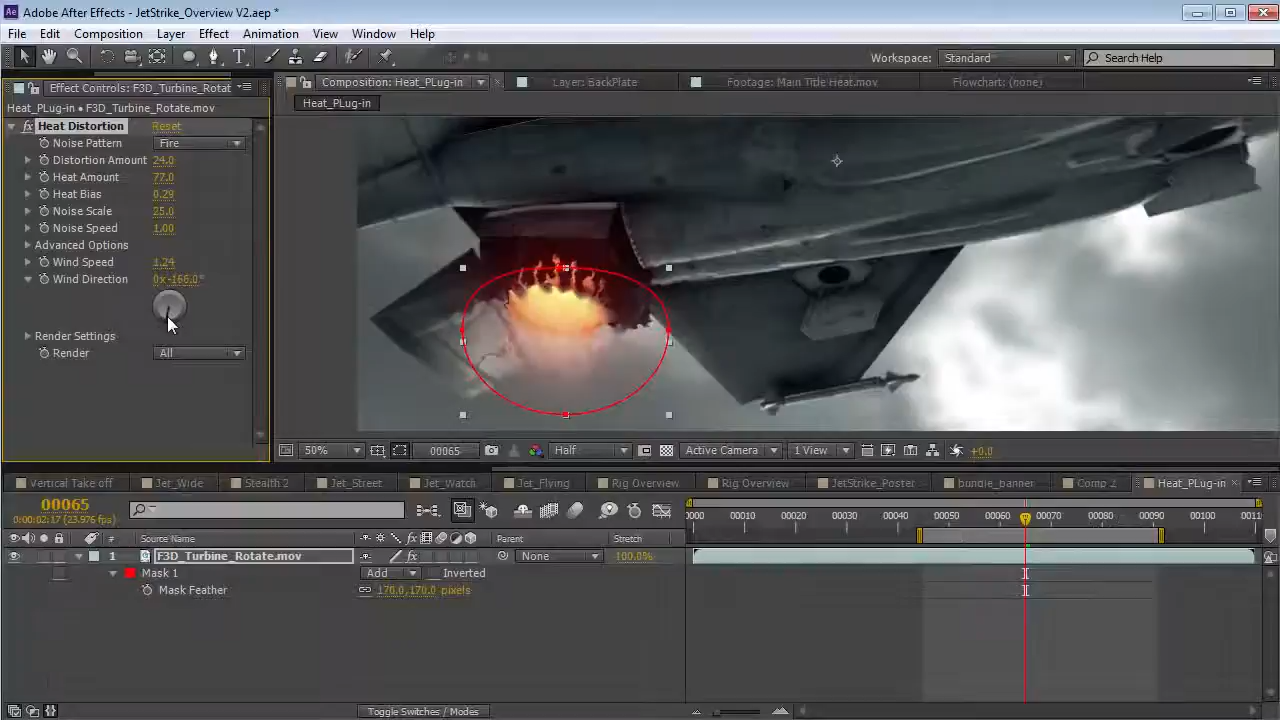 Adobe After Effects - JetStrike_Overview V2.aep *
File Edit Composition Layer Effect Animation View Window Help
Workspace: Standard Search Help
Effect Controls: F3D_Turbine_Rotat
Composition: Heat_PLug-in
Layer: BackPlate
Footage: Main Title Heat.mov
Flowchart: (none)
Heat_PLug-in • F3D_Turbine_Rotate.mov
Heat_PLug-in
fx Heat Distortion Reset
Noise Pattern Fire
Distortion Amount 24.0
Heat Amount 77.0
Heat Bias 0.29
Noise Scale 25.0
Noise Speed 1.00
Advanced Options
Wind Speed 1.24
Wind Direction 0x-166.0°
Render Settings
Render All
50% 00065 Half Active Camera 1 View +0.0
Vertical Take off Jet_Wide Stealth 2 Jet_Street Jet_Watch Jet_Flying Rig Overview Rig Overview JetStrike_Poster bundie_banner Comp 2 Heat_PLug-in
00065
0:00:02:17 (23.976 fps)
0000 00010 00020 00030 00040 00050 00060 00070 00080 00090 00100 0011
# Source Name Parent Stretch
1 F3D_Turbine_Rotate.mov fx None 100.0%
Mask 1 Add Inverted
Mask Feather 170.0,170.0 pixels
Toggle Switches / Modes